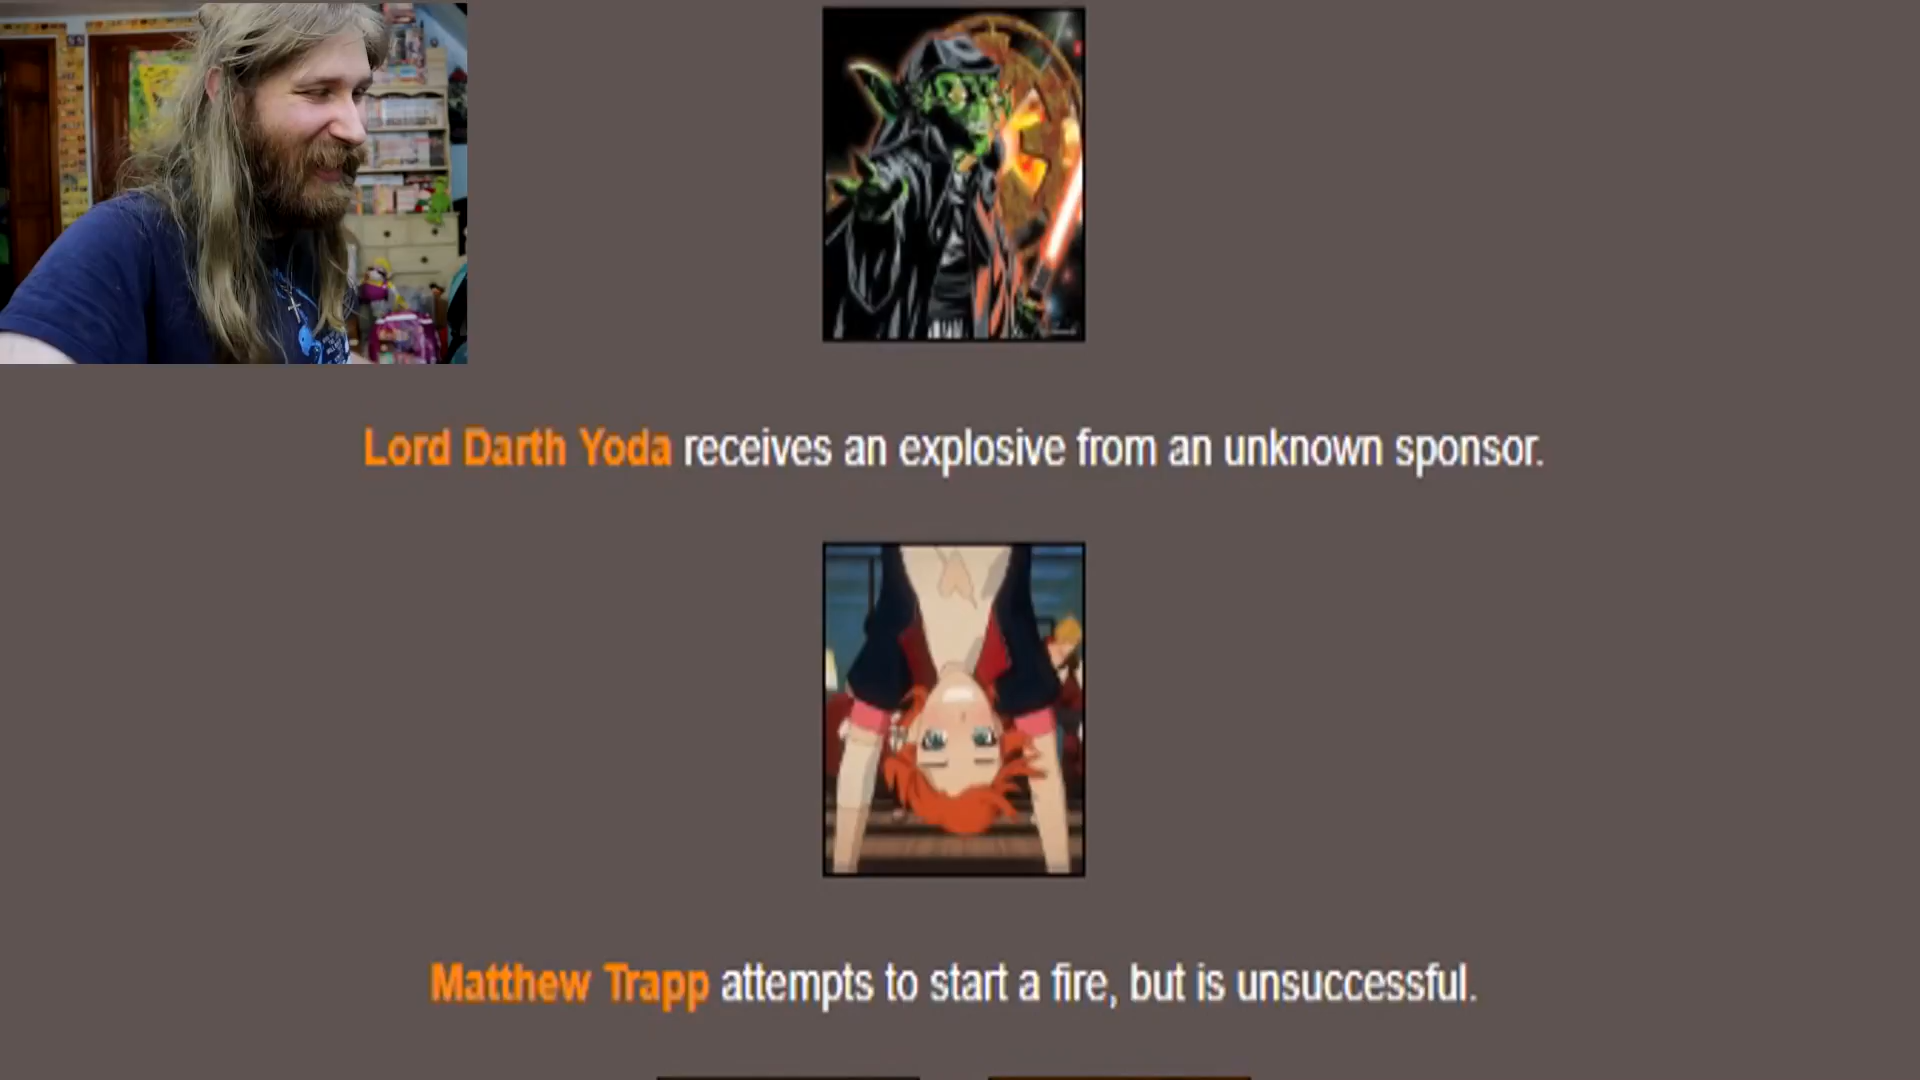 Lord Darth Yoda receives an explosive from an unknown sponsor.
Matthew Trapp attempts to start a fire, but is unsuccessful.